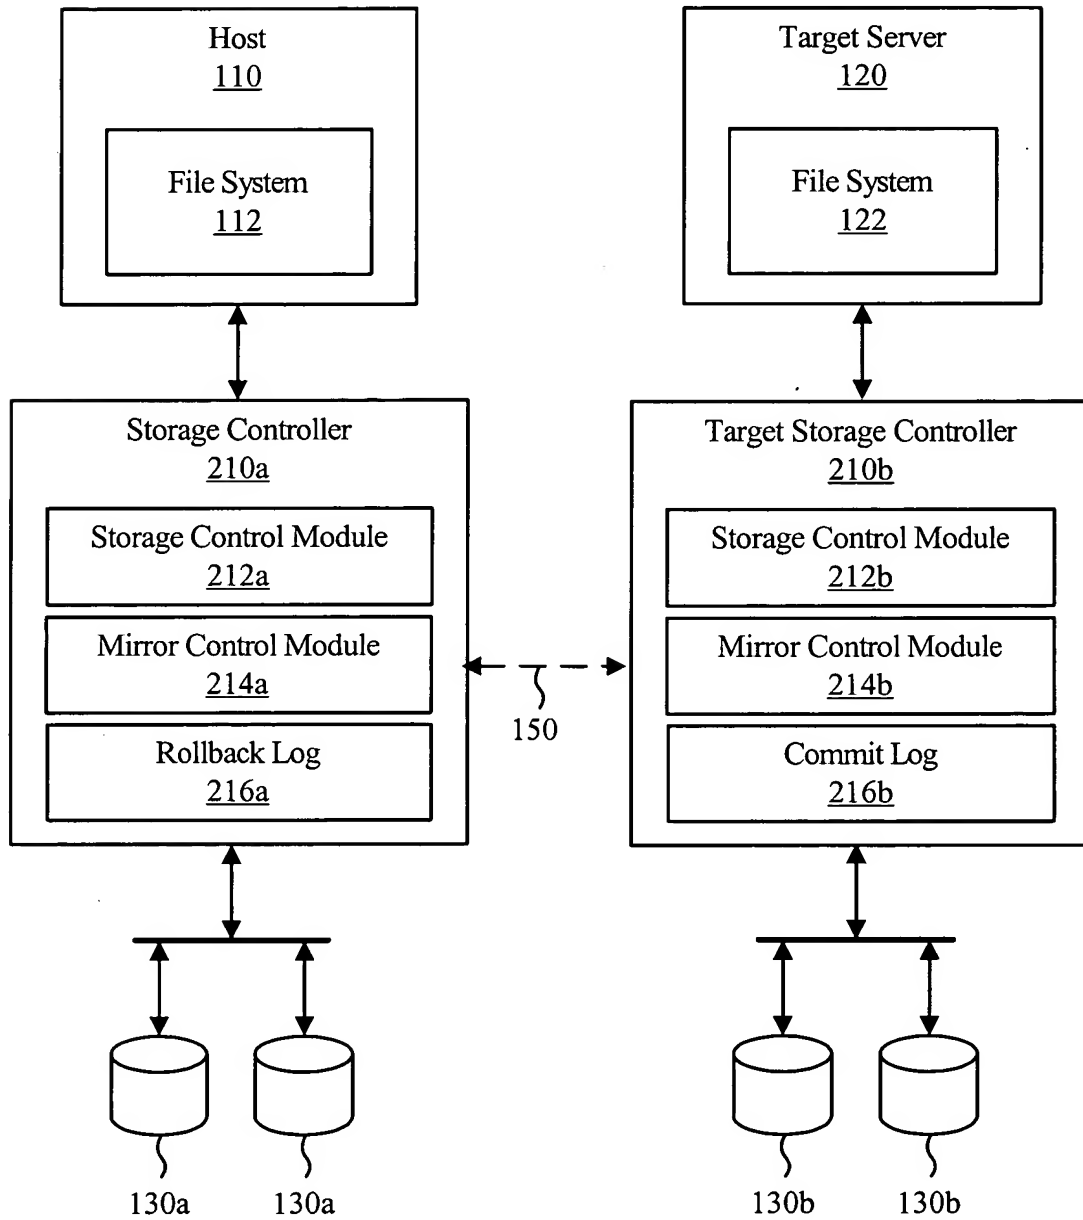 Host
110
File System
112
Target Server
120
File System
122
Storage Controller
210a
Storage Control Module
212a
Mirror Control Module
214a
Rollback Log
216a
Target Storage Controller
210b
Storage Control Module
212b
Mirror Control Module
214b
Commit Log
216b
150
130a
130a
130b
130b